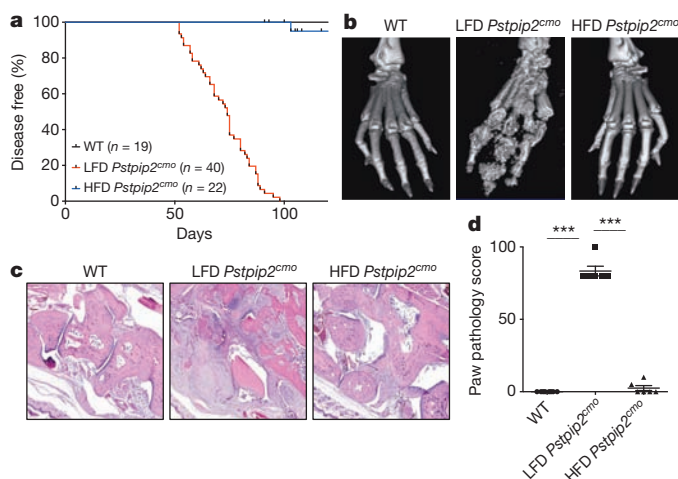 a
100
80
60
40
20
0
Disease free (%)
WT (n = 19)
LFD Pstpip2cmo (n = 40)
HFD Pstpip2cmo (n = 22)
0
50
100
Days
b
WT
LFD Pstpip2cmo
HFD Pstpip2cmo
c
WT
LFD Pstpip2cmo
HFD Pstpip2cmo
d
***
***
100
50
0
Paw pathology score
WT
LFD Pstpip2cmo
HFD Pstpip2cmo